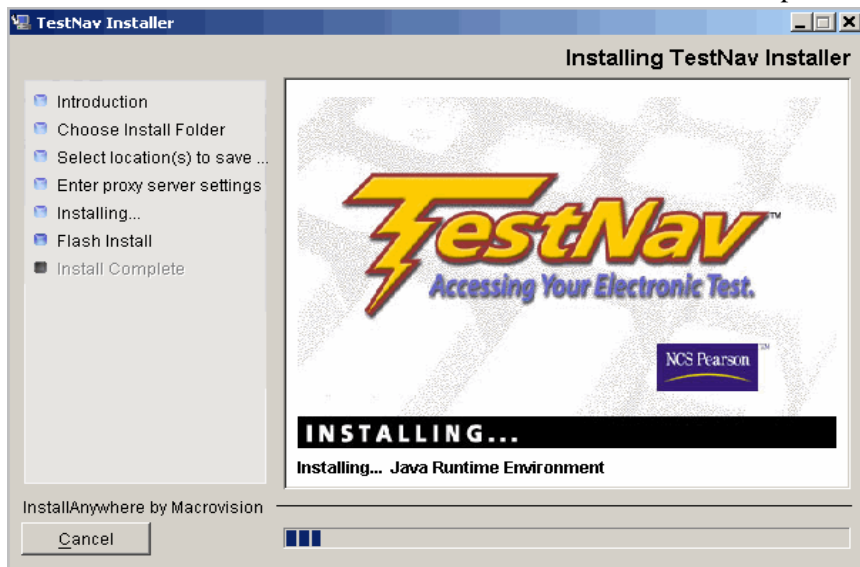 TestNav Installer
Installing TestNav Installer
Introduction
Choose Install Folder
Select location(s) to save ...
Enter proxy server settings
Installing...
Flash Install
Install Complete
TestNav™
Accessing Your Electronic Test.
NCS Pearson
INSTALLING...
Installing... Java Runtime Environment
InstallAnywhere by Macrovision
Cancel